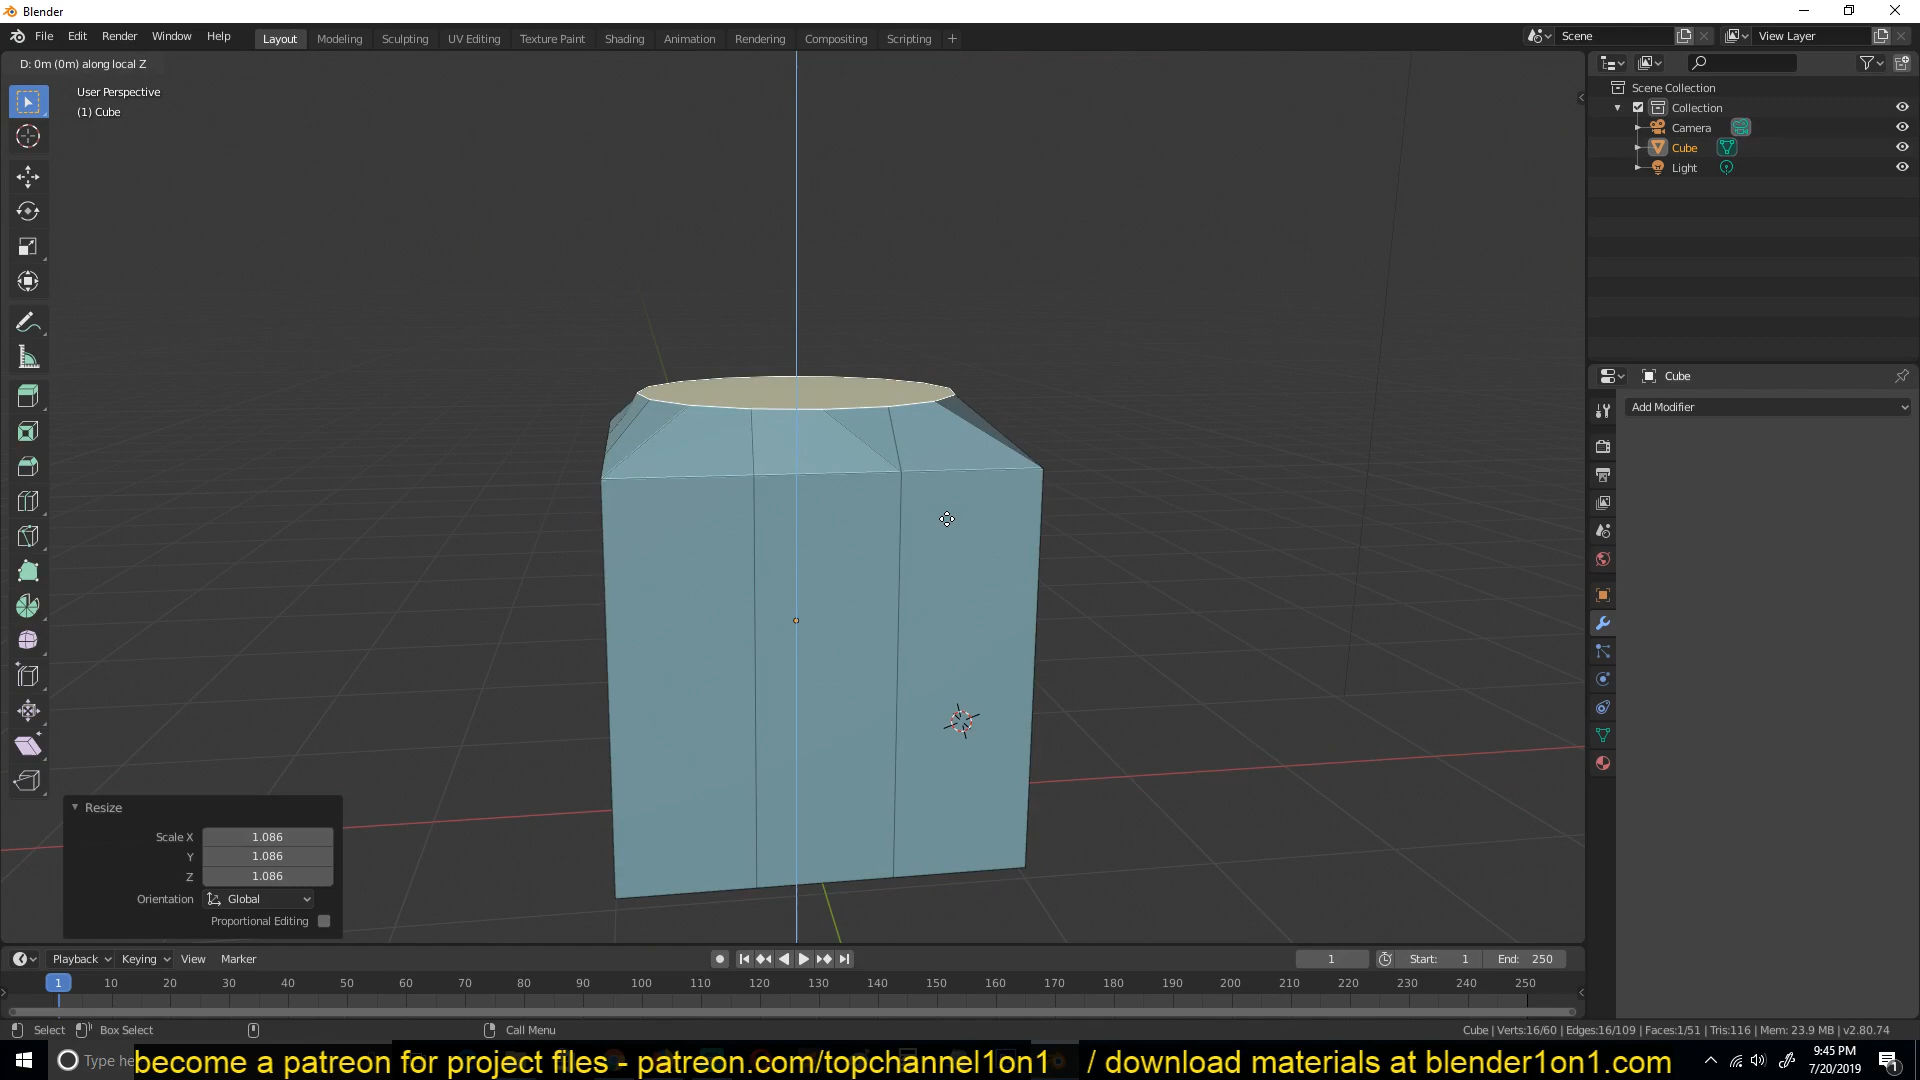 Blender
File Edit Render Window Help Layout Modeling Sculpting UV Editing Texture Paint Shading Animation Rendering Compositing Scripting + Scene View Layer
D: 0m (0m) along local Z
User Perspective
(1) Cube
Scene Collection
Collection
Camera
Cube
Light
Cube
Add Modifier
Resize
Scale X 1.086
Y 1.086
Z 1.086
Orientation Global
Proportional Editing
Playback Keying View Marker 1 Start: 1 End: 250
1 10 20 30 40 50 60 70 80 90 100 110 120 130 140 150 160 170 180 190 200 210 220 230 240 250
Select Box Select Call Menu Cube | Verts:16/60 | Edges:16/109 | Faces:1/51 | Tris:116 | Mem: 23.9 MB | v2.80.74
Type he
become a patreon for project files - patreon.com/topchannel1on1 / download materials at blender1on1.com
9:45 PM
7/20/2019
1